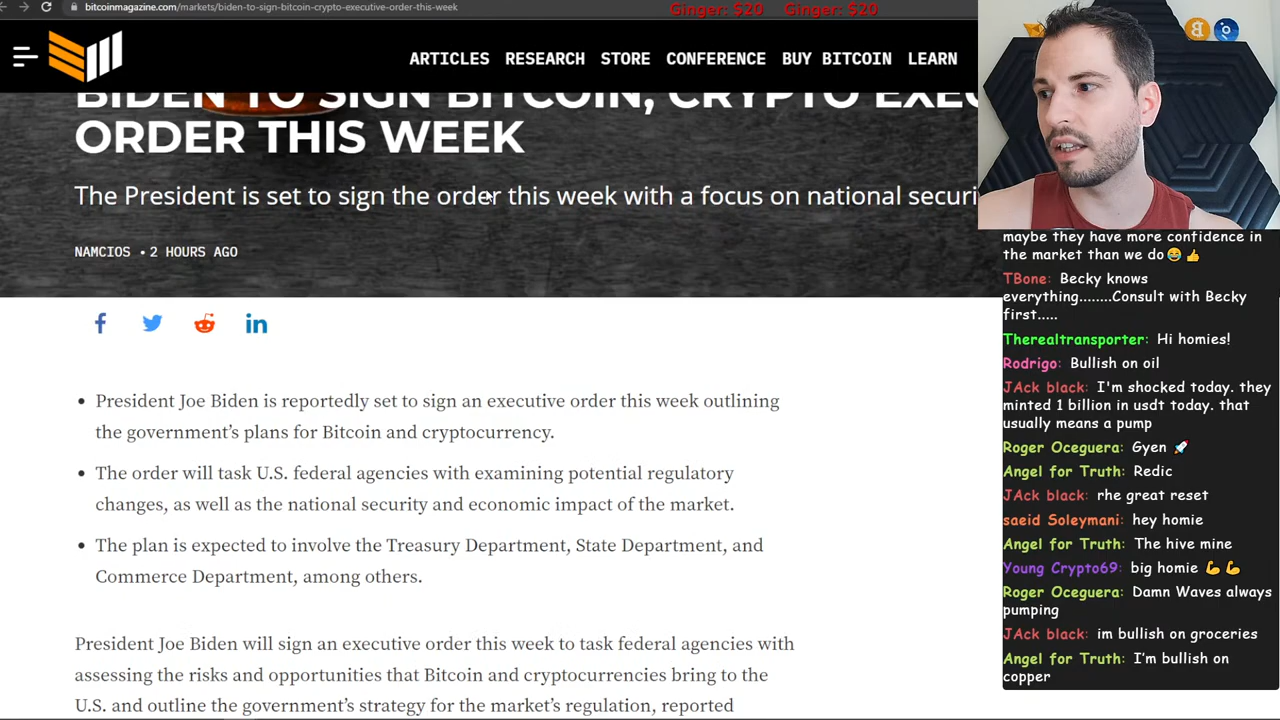 bitcoinmagazine.com/markets/biden-to-sign-bitcoin-crypto-executive-order-this-week
Ginger: $20 Ginger: $20
ARTICLES RESEARCH STORE CONFERENCE BUY BITCOIN LEARN
BIDEN TO SIGN BITCOIN, CRYPTO EXEC
ORDER THIS WEEK
The President is set to sign the order this week with a focus on national securi
NAMCIOS • 2 HOURS AGO
• President Joe Biden is reportedly set to sign an executive order this week outlining
the government's plans for Bitcoin and cryptocurrency.
• The order will task U.S. federal agencies with examining potential regulatory
changes, as well as the national security and economic impact of the market.
• The plan is expected to involve the Treasury Department, State Department, and
Commerce Department, among others.
President Joe Biden will sign an executive order this week to task federal agencies with
assessing the risks and opportunities that Bitcoin and cryptocurrencies bring to the
U.S. and outline the government's strategy for the market's regulation, reported
maybe they have more confidence in
the market than we do😂👍
TBone: Becky knows
everything........Consult with Becky
first.....
Therealtransporter: Hi homies!
Rodrigo: Bullish on oil
JAck black: I'm shocked today. they
minted 1 billion in usdt today. that
usually means a pump
Roger Oceguera: Gyen 🚀
Angel for Truth: Redic
JAck black: rhe great reset
saeid Soleymani: hey homie
Angel for Truth: The hive mine
Young Crypto69: big homie 💪💪
Roger Oceguera: Damn Waves always
pumping
JAck black: im bullish on groceries
Angel for Truth: I'm bullish on
copper